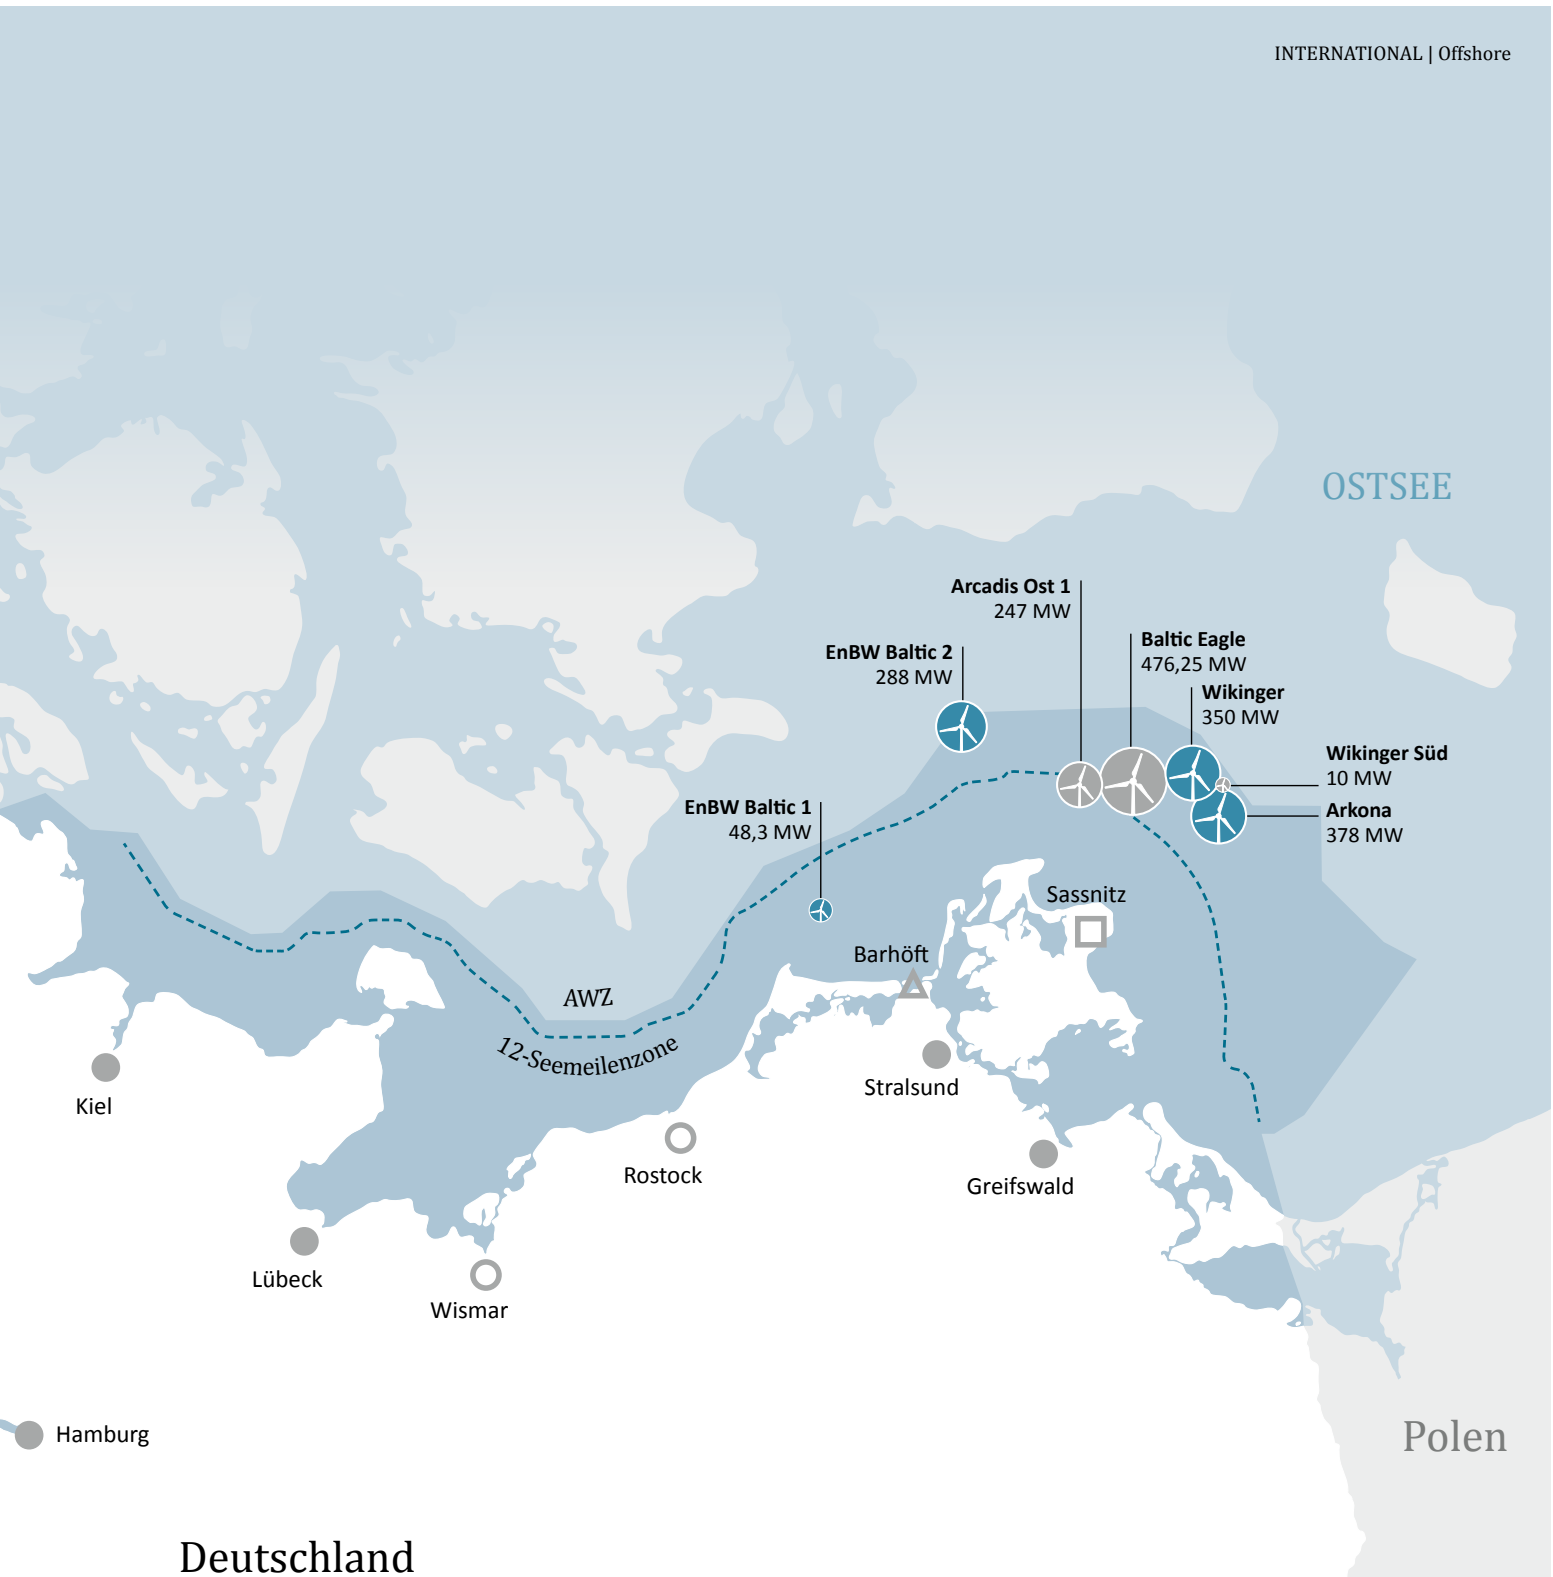 INTERNATIONAL | Offshore
OSTSEE
Arcadis Ost 1
247 MW
EnBW Baltic 2
288 MW
Baltic Eagle
476,25 MW
Wikinger
350 MW
Wikinger Süd
10 MW
Arkona
378 MW
EnBW Baltic 1
48,3 MW
Sassnitz
Barhöft
AWZ
12-Seemeilenzone
Stralsund
Kiel
Rostock
Greifswald
Lübeck
Wismar
Hamburg
Polen
Deutschland